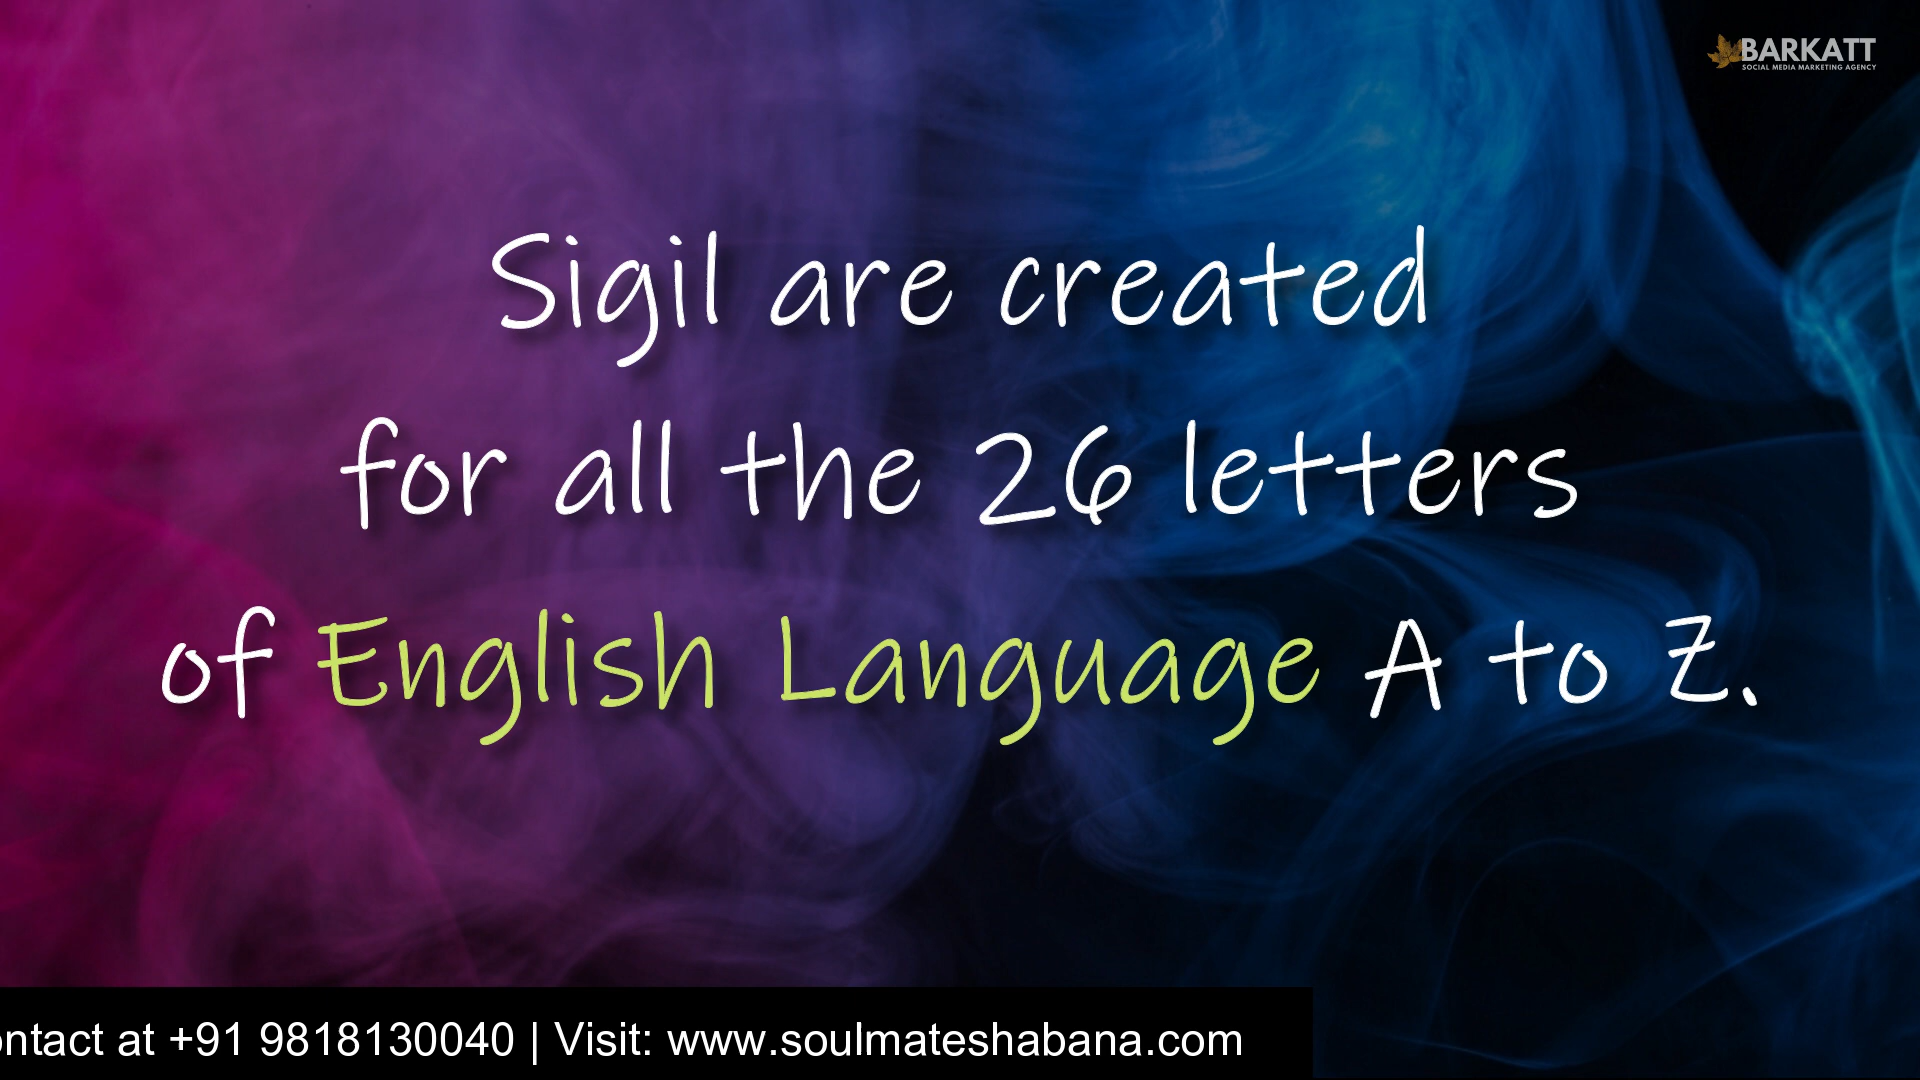 BARKATT
SOCIAL MEDIA MARKETING AGENCY
Sigil are created
for all the 26 letters
of English Language A to Z.
ontact at +91 9818130040 | Visit: www.soulmateshabana.com